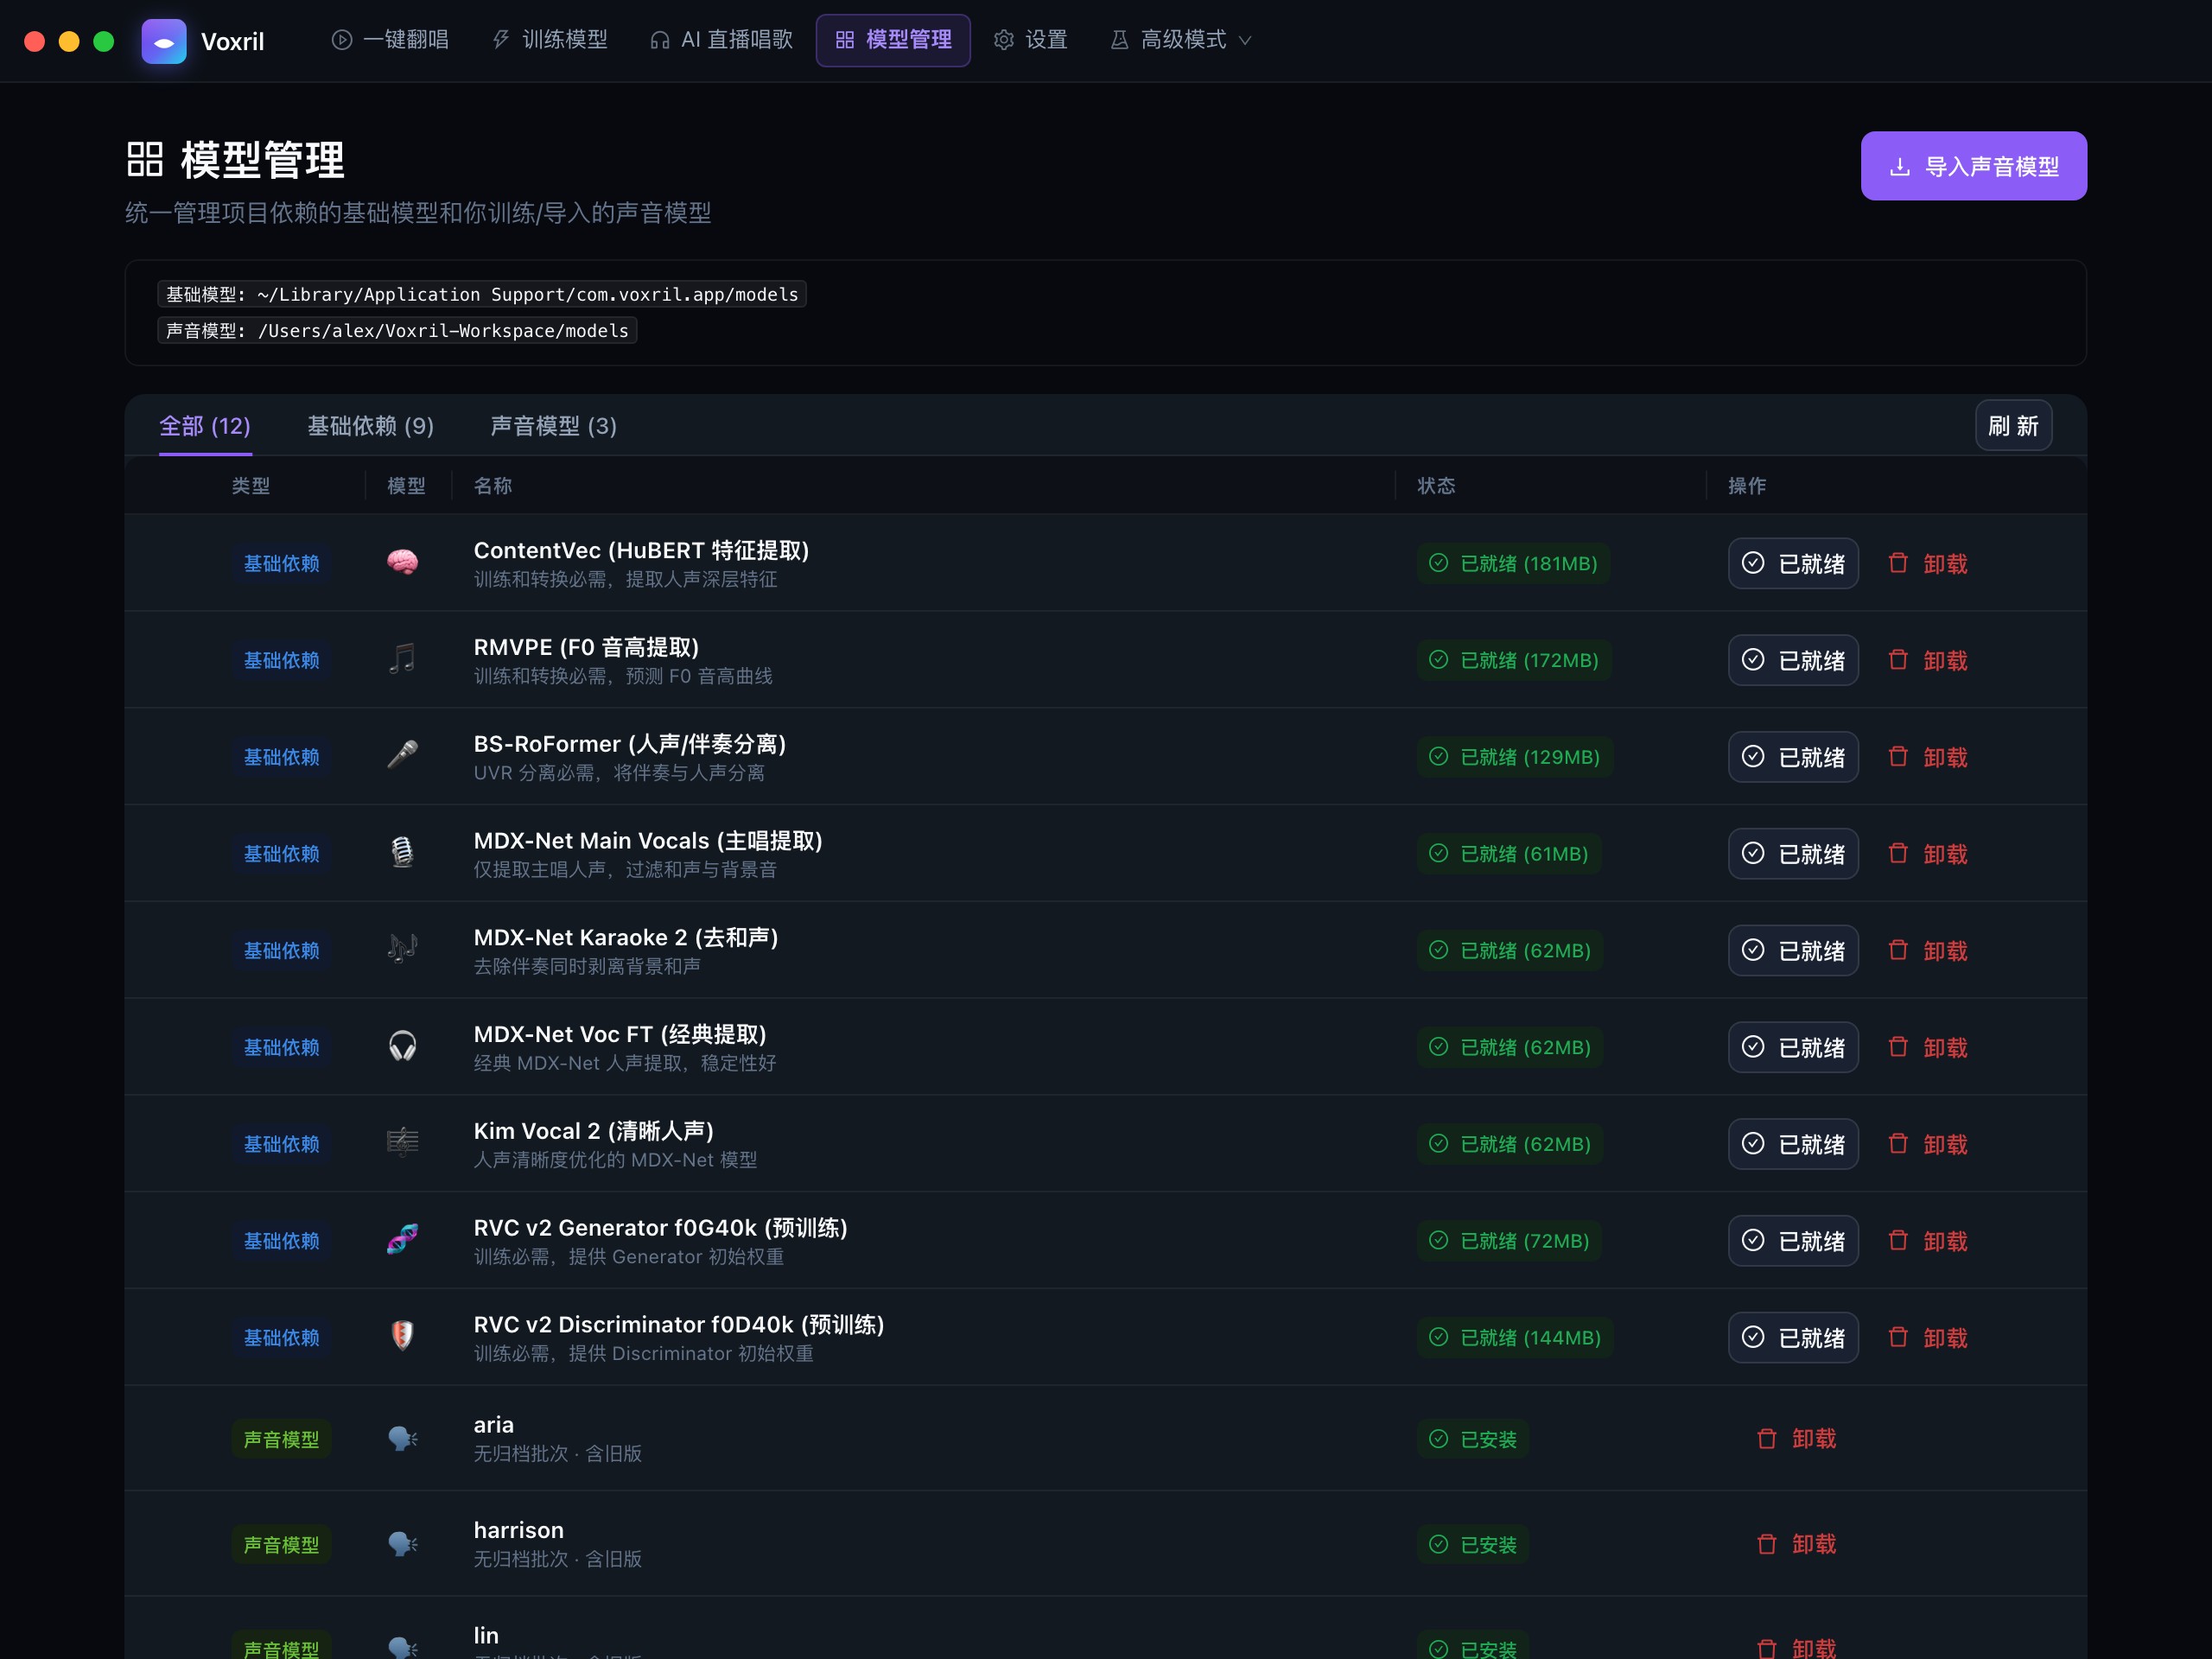 Voxril
一键翻唱
训练模型
AI 直播唱歌
模型管理
设置
高级模式
模型管理
导入声音模型
统一管理项目依赖的基础模型和你训练/导入的声音模型
基础模型: ~/Library/Application Support/com.voxril.app/models
声音模型: /Users/alex/Voxril-Workspace/models
全部 (12)
基础依赖 (9)
声音模型 (3)
刷 新
类型 模型 名称 状态 操作
基础依赖
ContentVec (HuBERT 特征提取)
训练和转换必需，提取人声深层特征
已就绪 (181MB)
已就绪
卸载
基础依赖
RMVPE (F0 音高提取)
训练和转换必需，预测 F0 音高曲线
已就绪 (172MB)
已就绪
卸载
基础依赖
BS-RoFormer (人声/伴奏分离)
UVR 分离必需，将伴奏与人声分离
已就绪 (129MB)
已就绪
卸载
基础依赖
MDX-Net Main Vocals (主唱提取)
仅提取主唱人声，过滤和声与背景音
已就绪 (61MB)
已就绪
卸载
基础依赖
MDX-Net Karaoke 2 (去和声)
去除伴奏同时剥离背景和声
已就绪 (62MB)
已就绪
卸载
基础依赖
MDX-Net Voc FT (经典提取)
经典 MDX-Net 人声提取，稳定性好
已就绪 (62MB)
已就绪
卸载
基础依赖
Kim Vocal 2 (清晰人声)
人声清晰度优化的 MDX-Net 模型
已就绪 (62MB)
已就绪
卸载
基础依赖
RVC v2 Generator f0G40k (预训练)
训练必需，提供 Generator 初始权重
已就绪 (72MB)
已就绪
卸载
基础依赖
RVC v2 Discriminator f0D40k (预训练)
训练必需，提供 Discriminator 初始权重
已就绪 (144MB)
已就绪
卸载
声音模型
aria
无归档批次 · 含旧版
已安装
卸载
声音模型
harrison
无归档批次 · 含旧版
已安装
卸载
声音模型
lin
已安装
卸载